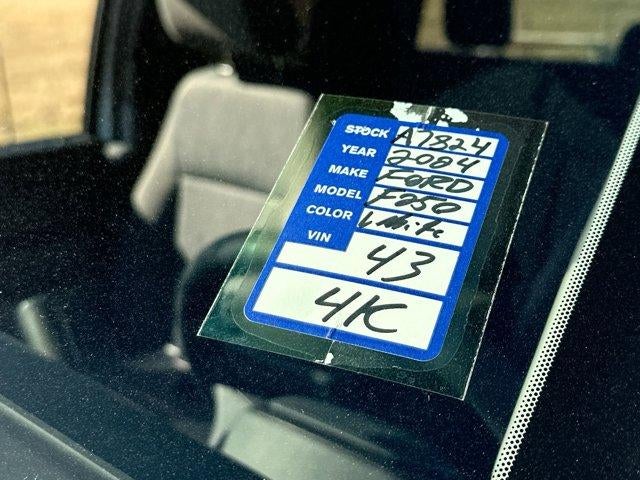 STOCK A7824
YEAR 2024
MAKE FORD
MODEL F250
COLOR White
VIN
43
4K